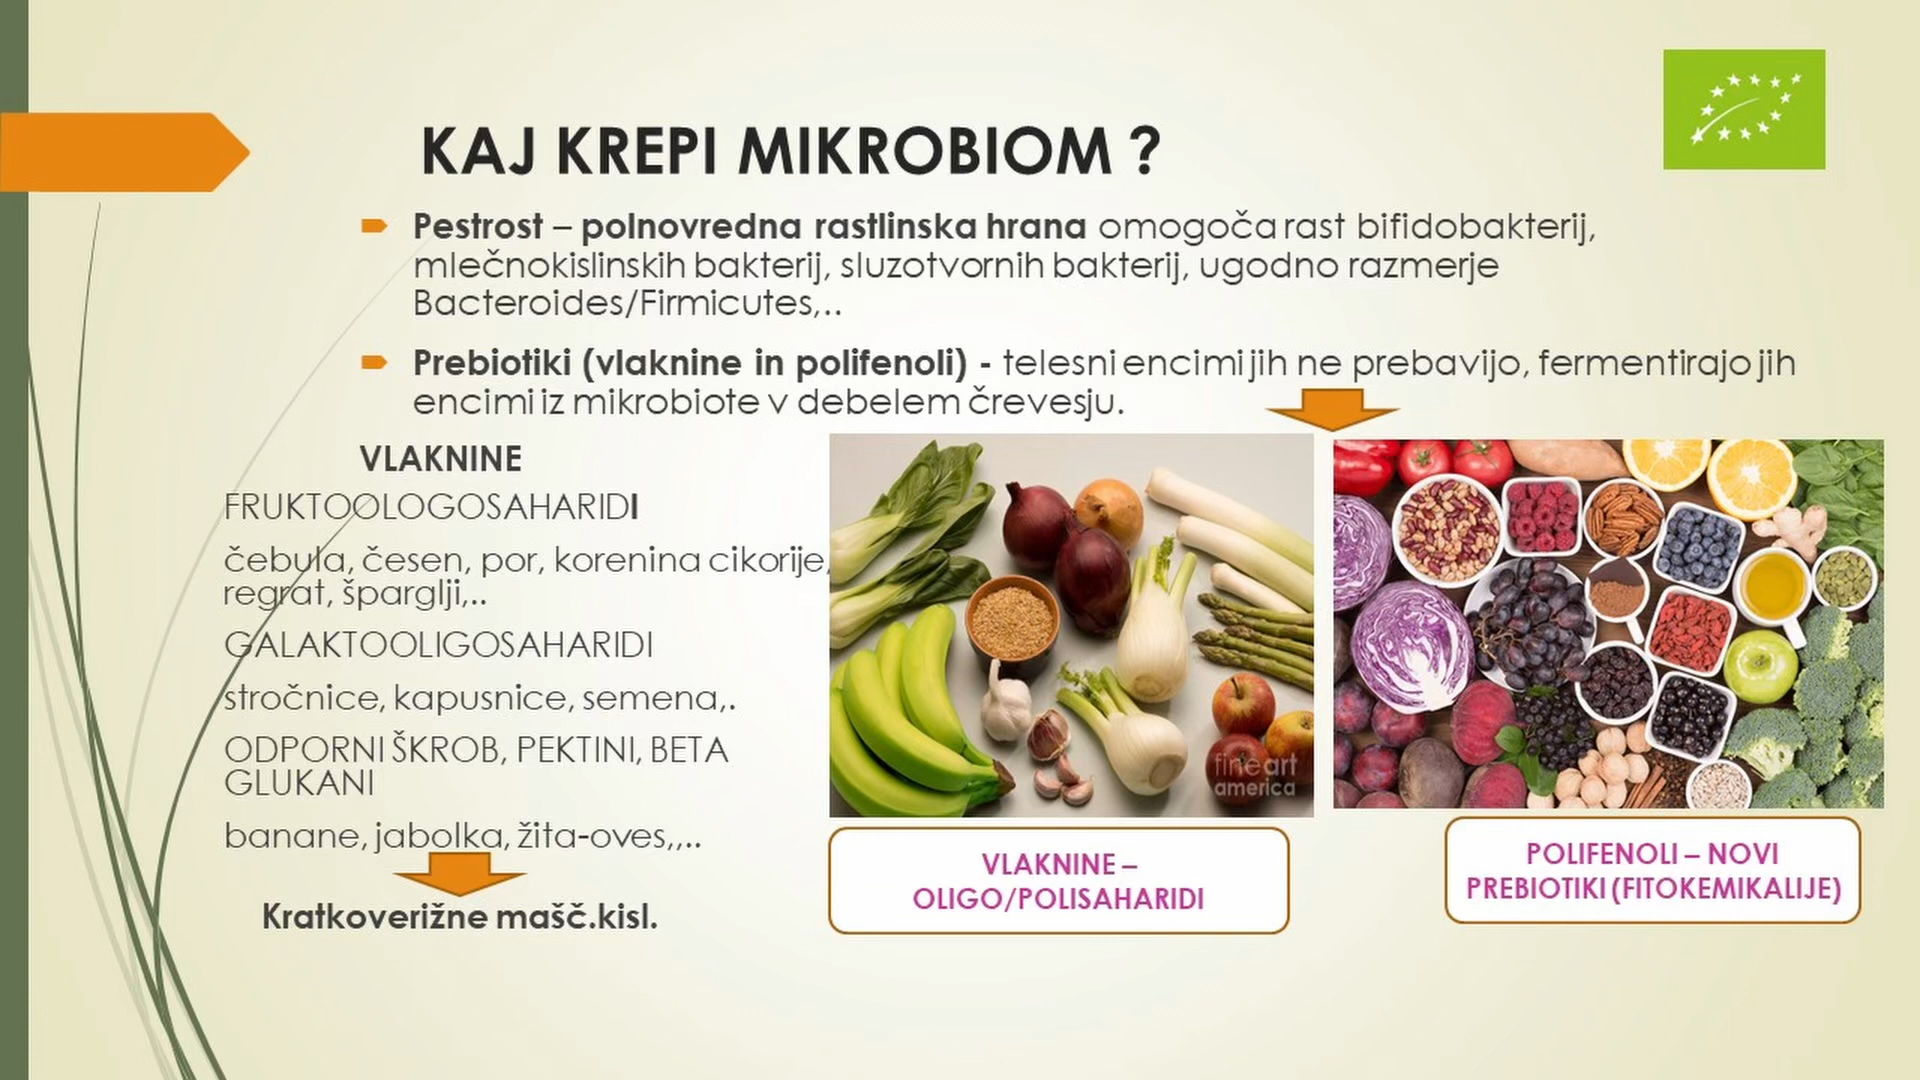 KAJ KREPI MIKROBIOM ?
Pestrost – polnovredna rastlinska hrana omogoča rast bifidobakterij,
mlečnokislinskih bakterij, sluzotvornih bakterij, ugodno razmerje
Bacteroides/Firmicutes,..
Prebiotiki (vlaknine in polifenoli) - telesni encimi jih ne prebavijo, fermentirajo jih
encimi iz mikrobiote v debelem črevesju.
VLAKNINE
FRUKTOOLOGOSAHARIDI
čebula, česen, por, korenina cikorije,
regrat, šparglji,..
GALAKTOOLIGOSAHARIDI
stročnice, kapusnice, semena,.
ODPORNI ŠKROB, PEKTINI, BETA
GLUKANI
banane, jabolka, žita-oves,,..
Kratkoverižne mašč.kisl.
fineart
america
VLAKNINE –
OLIGO/POLISAHARIDI
POLIFENOLI – NOVI
PREBIOTIKI (FITOKEMIKALIJE)